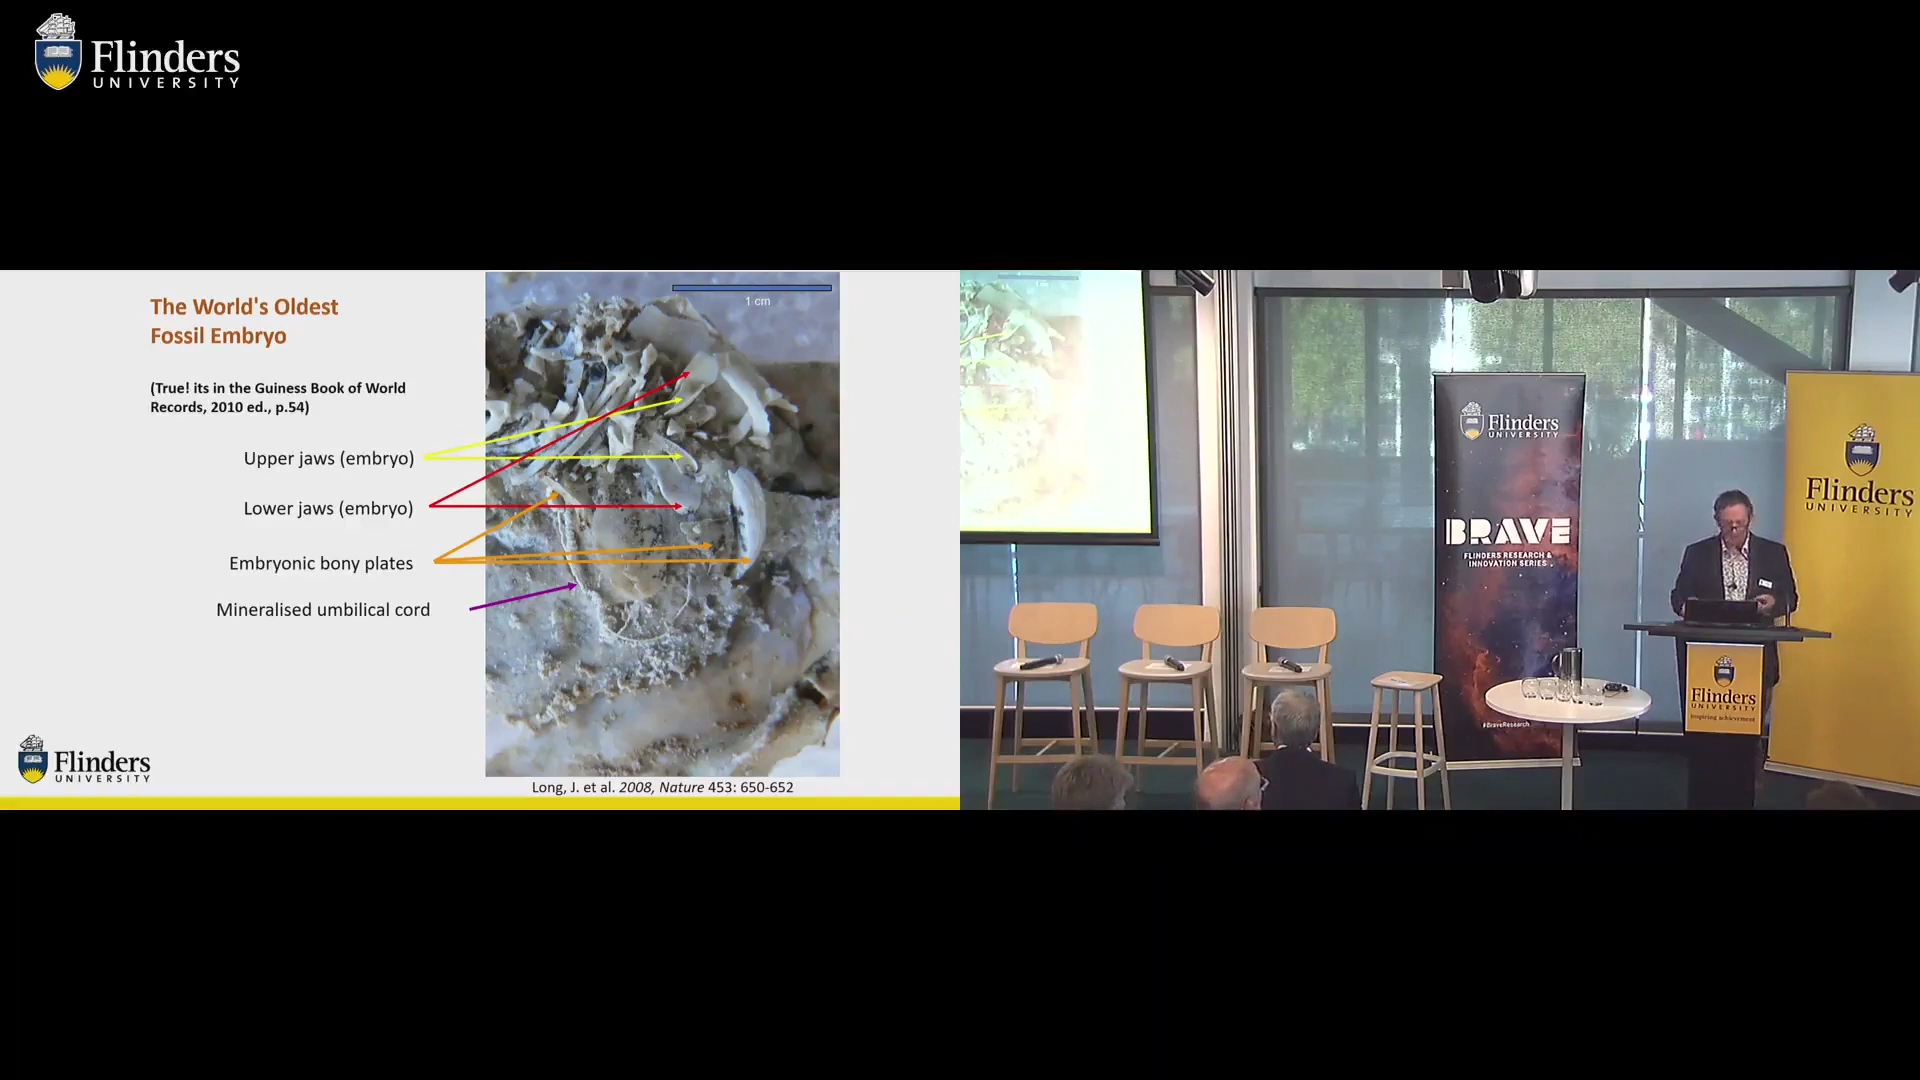 Flinders
UNIVERSITY
The World's Oldest
Fossil Embryo
(True! its in the Guiness Book of World
Records, 2010 ed., p.54)
Upper jaws (embryo)
Lower jaws (embryo)
Embryonic bony plates
Mineralised umbilical cord
1 cm
Long, J. et al. 2008, Nature 453: 650-652
Flinders
UNIVERSITY
Flinders
UNIVERSITY
BRAVE
FLINDERS RESEARCH &
INNOVATION SERIES
#BraveResearch
Flinders
UNIVERSITY
Flinders
UNIVERSITY
inspiring achievement